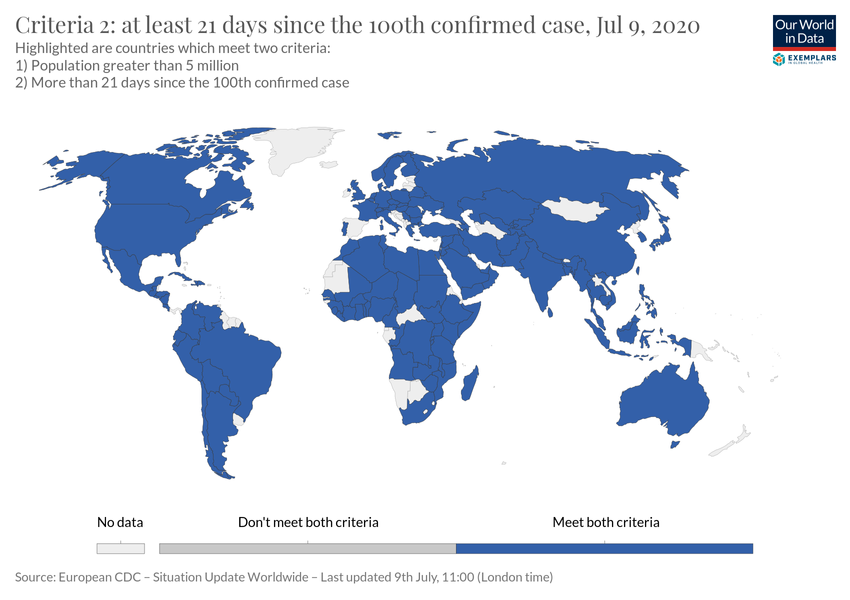 Criteria 2: at least 21 days since the 100th confirmed case, Jul 9, 2020
Highlighted are countries which meet two criteria:
1) Population greater than 5 million
2) More than 21 days since the 100th confirmed case
Our World
in Data
EXEMPLARS
IN GLOBAL HEALTH
No data
Don't meet both criteria
Meet both criteria
Source: European CDC – Situation Update Worldwide – Last updated 9th July, 11:00 (London time)